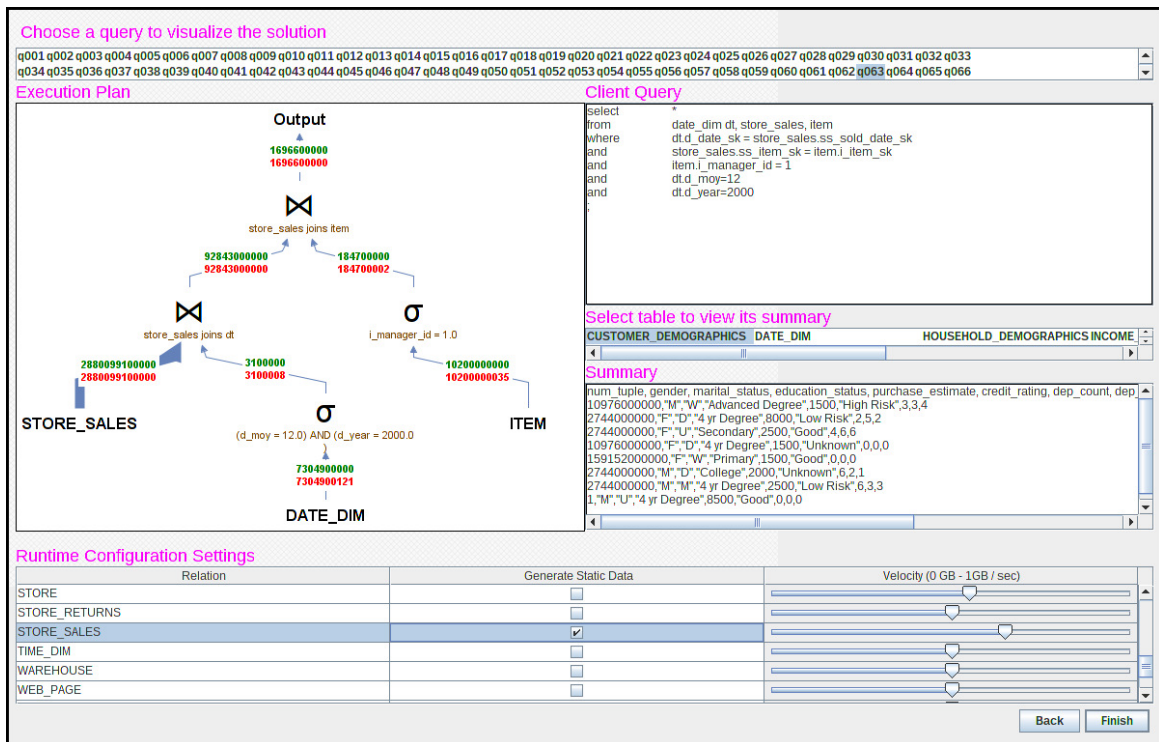 Choose a query to visualize the solution
q001 q002 q003 q004 q005 q006 q007 q008 q009 q010 q011 q012 q013 q014 q015 q016 q017 q018 q019 q020 q021 q022 q023 q024 q025 q026 q027 q028 q029 q030 q031 q032 q033
q034 q035 q036 q037 q038 q039 q040 q041 q042 q043 q044 q045 q046 q047 q048 q049 q050 q051 q052 q053 q054 q055 q056 q057 q058 q059 q060 q061 q062 q063 q064 q065 q066
Execution Plan
Output
1696600000
1696600000
store_sales joins item
92843000000
92843000000
184700000
184700002
store_sales joins dt
σ
i_manager_id = 1.0
2880099100000
2880099100000
3100000
3100008
10200000000
10200000035
STORE_SALES
σ
ITEM
(d_moy = 12.0) AND (d_year = 2000.0
)
7304900000
7304900121
DATE_DIM
Client Query
select *
from date_dim dt, store_sales, item
where dt.d_date_sk = store_sales.ss_sold_date_sk
and store_sales.ss_item_sk = item.i_item_sk
and item.i_manager_id = 1
and dt.d_moy=12
and dt.d_year=2000
;
Select table to view its summary
CUSTOMER_DEMOGRAPHICS DATE_DIM HOUSEHOLD_DEMOGRAPHICS INCOME_
Summary
num_tuple, gender, marital_status, education_status, purchase_estimate, credit_rating, dep_count, dep_
10976000000,"M","W","Advanced Degree",1500,"High Risk",3,3,4
2744000000,"F","D","4 yr Degree",8000,"Low Risk",2,5,2
2744000000,"F","U","Secondary",2500,"Good",4,6,6
10976000000,"F","D","4 yr Degree",1500,"Unknown",0,0,0
159152000000,"F","W","Primary",1500,"Good",0,0,0
2744000000,"M","D","College",2000,"Unknown",6,2,1
2744000000,"M","M","4 yr Degree",2500,"Low Risk",6,3,3
1,"M","U","4 yr Degree",8500,"Good",0,0,0
Runtime Configuration Settings
Relation Generate Static Data Velocity (0 GB - 1GB / sec)
STORE
STORE_RETURNS
STORE_SALES
TIME_DIM
WAREHOUSE
WEB_PAGE
Back Finish